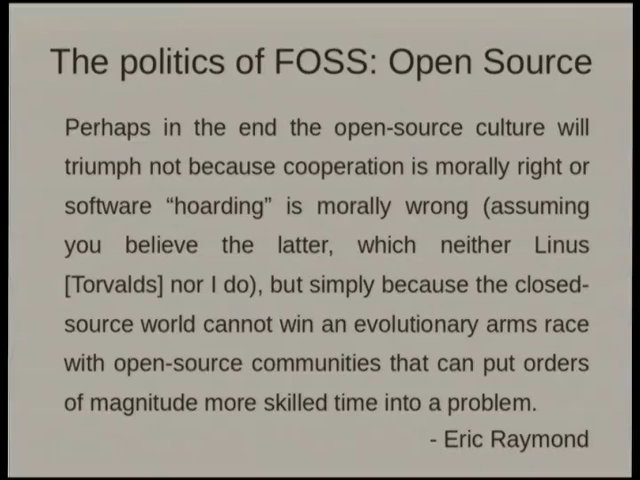 The politics of FOSS: Open Source
Perhaps in the end the open-source culture will
triumph not because cooperation is morally right or
software “hoarding” is morally wrong (assuming
you believe the latter, which neither Linus
[Torvalds] nor I do), but simply because the closed-
source world cannot win an evolutionary arms race
with open-source communities that can put orders
of magnitude more skilled time into a problem.
- Eric Raymond